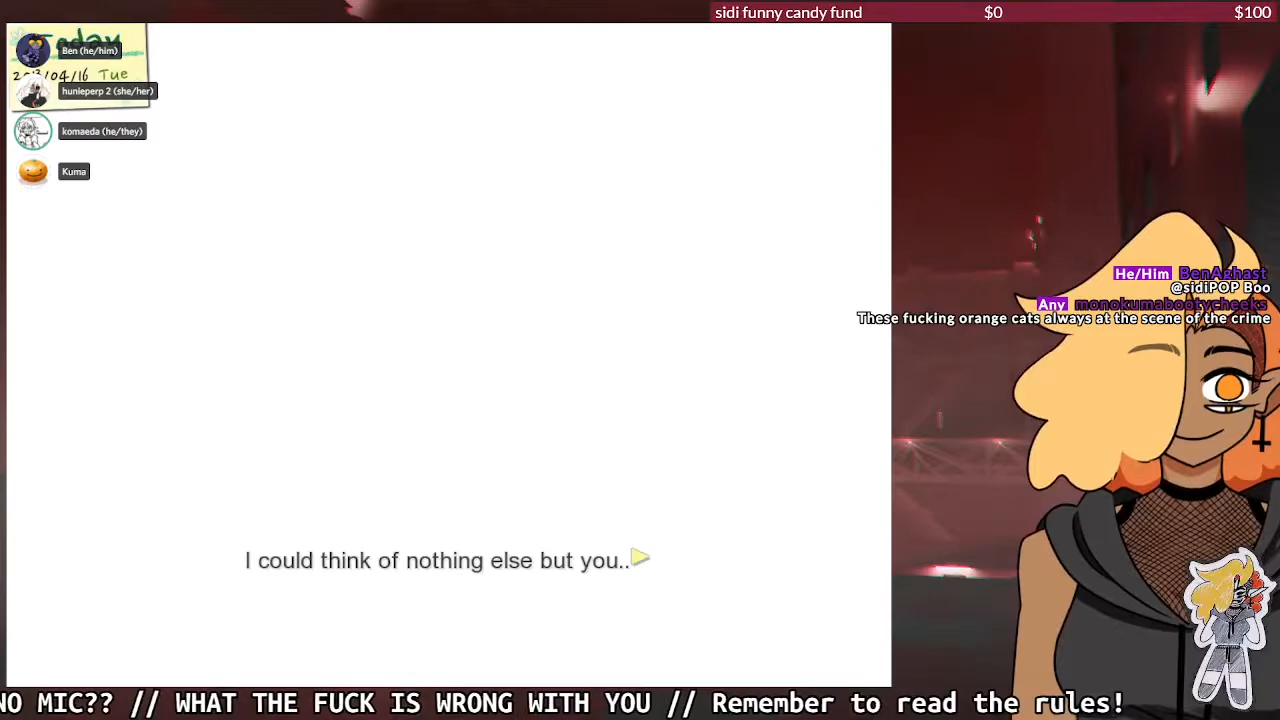 sidi funny candy fund $0 $100
Today
Ben (he/him)
2013/04/16 Tue
hunieperp 2 (she/her)
komaeda (he/they)
Kuma
He/Him BenAghast
@sidiPOP Boo
Any monokumabootycheeks
These fucking orange cats always at the scene of the crime
I could think of nothing else but you..
NO MIC?? // WHAT THE FUCK IS WRONG WITH YOU // Remember to read the rules!